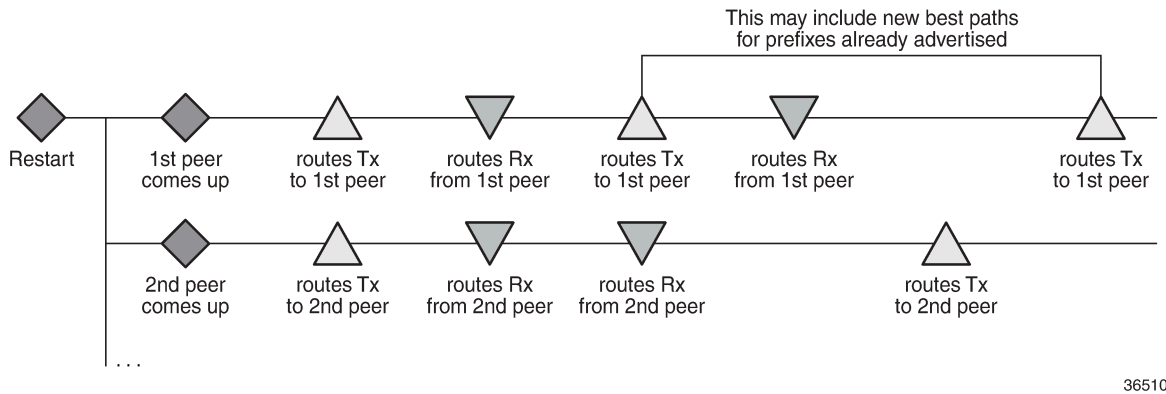 This may include new best paths
for prefixes already advertised
Restart
1st peer
comes up
routes Tx
to 1st peer
routes Rx
from 1st peer
routes Tx
to 1st peer
routes Rx
from 1st peer
routes Tx
to 1st peer
2nd peer
comes up
routes Tx
to 2nd peer
routes Rx
from 2nd peer
routes Rx
from 2nd peer
routes Tx
to 2nd peer
. . .
36510